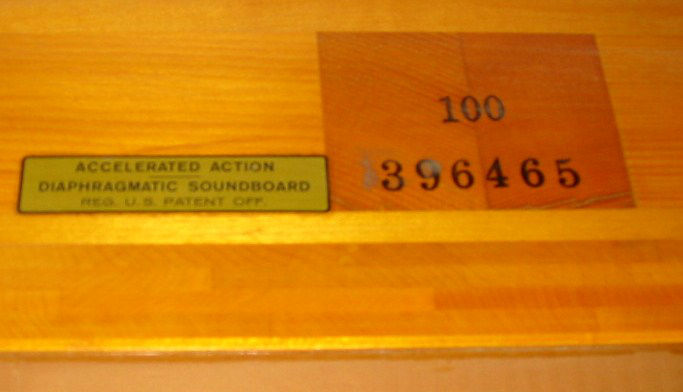 ACCELERATED ACTION
DIAPHRAGMATIC SOUNDBOARD
REG. U.S. PATENT OFF.
100
396465